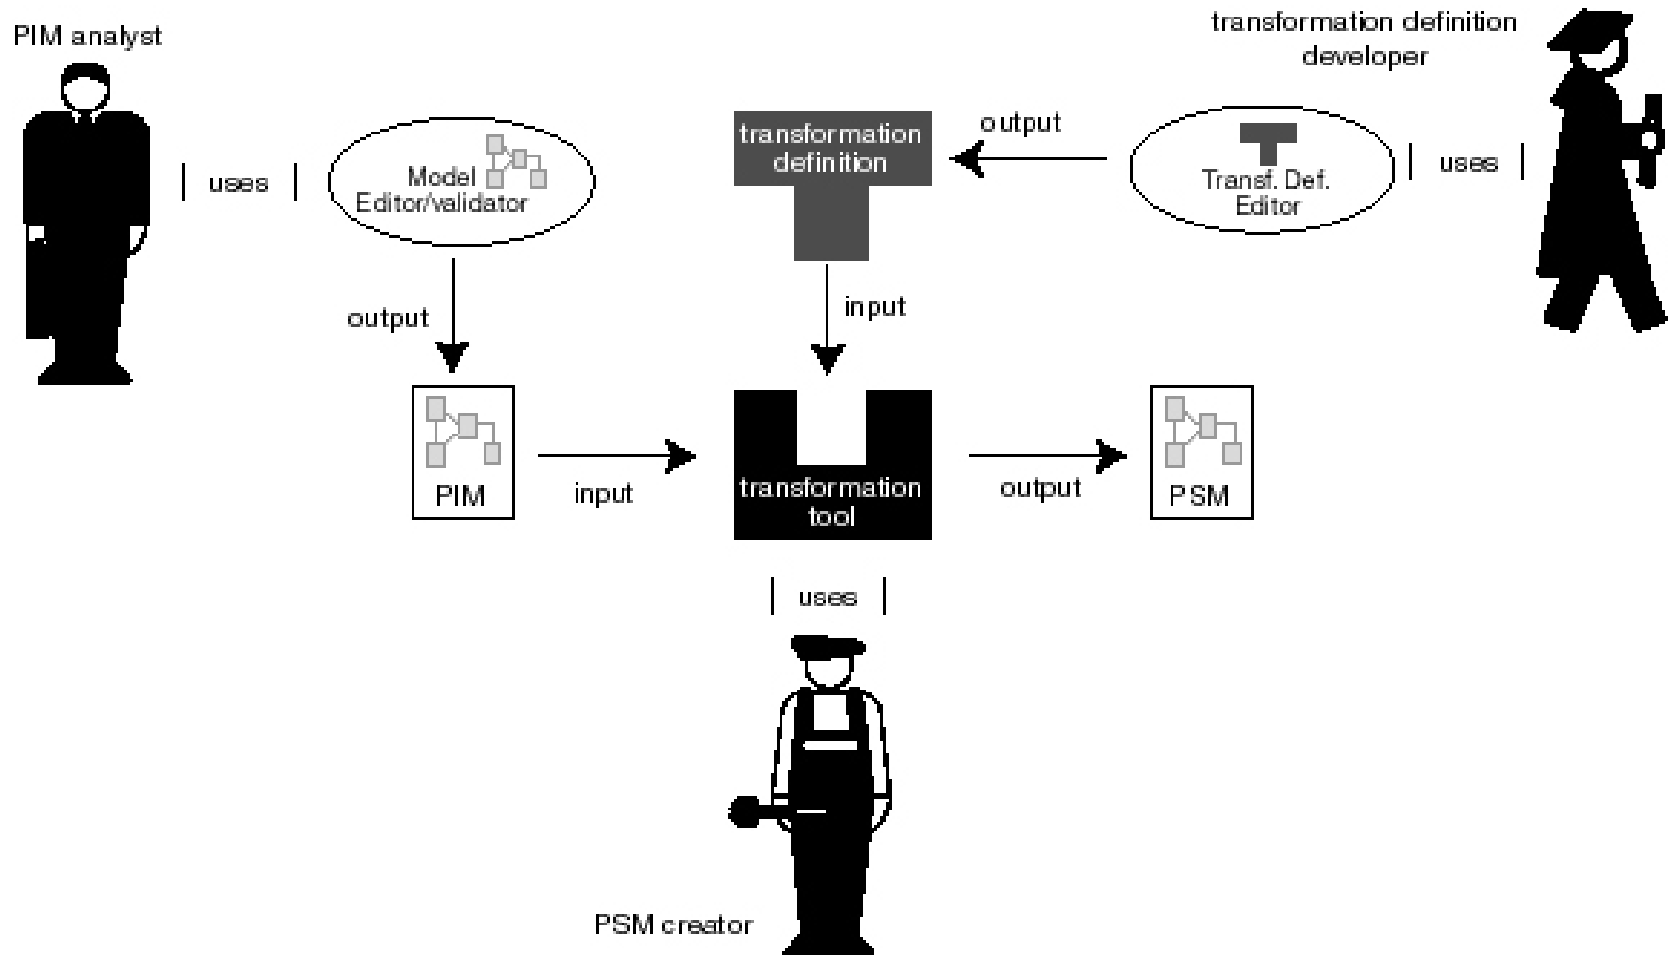 PIM analyst
transformation definition
developer
uses
Model
Editor/validator
transformation
definition
output
Transf. Def.
Editor
uses
output
input
PIM
input
transformation
tool
output
PSM
uses
PSM creator